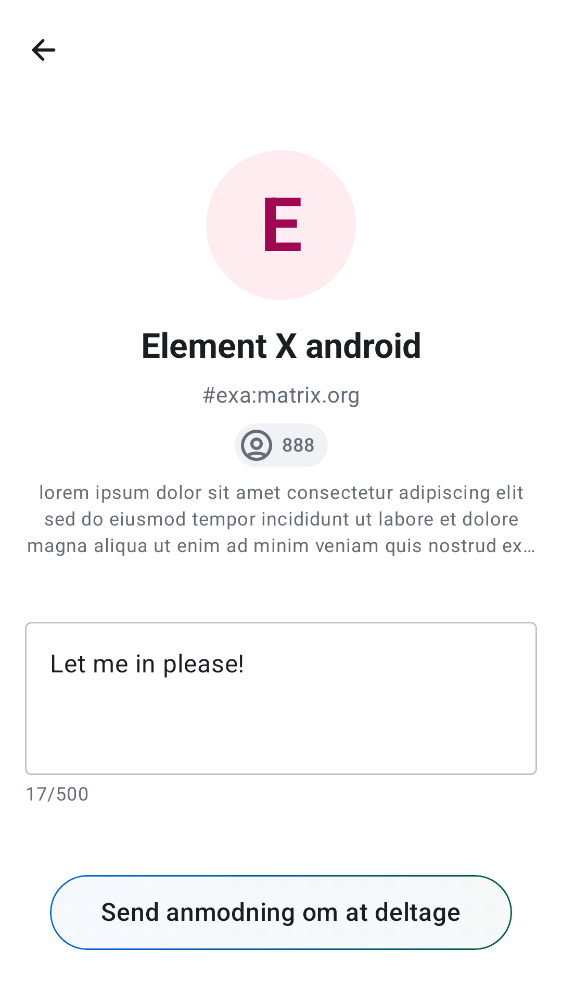 E
Element X android
#exa:matrix.org
888
lorem ipsum dolor sit amet consectetur adipiscing elit
sed do eiusmod tempor incididunt ut labore et dolore
magna aliqua ut enim ad minim veniam quis nostrud ex…
Let me in please!
17/500
Send anmodning om at deltage